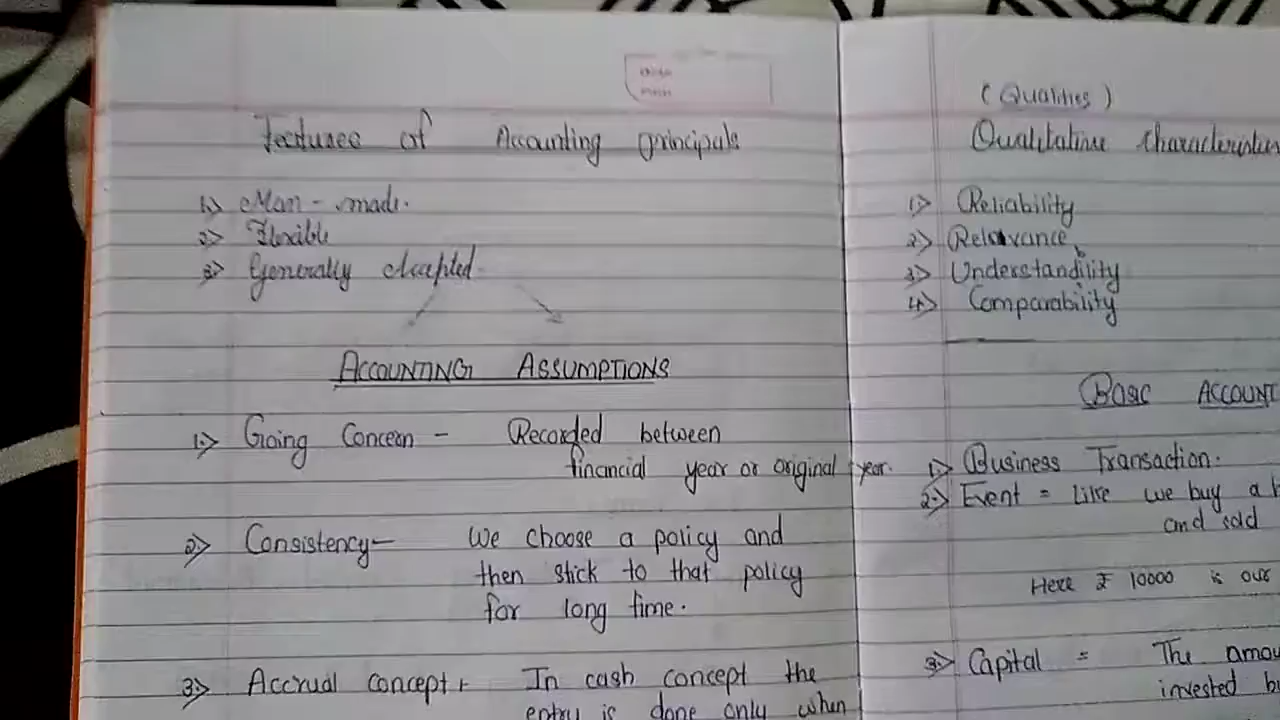 Features of Accounting principals
1) Man - made.
2) Flexible
3) Generally Accepted.
ACCOUNTING ASSUMPTIONS
1) Going Concern - Recorded between
financial year or original year.
2) Consistency - We choose a policy and
then stick to that policy
for long time.
3) Accrual concept In cash concept the
entry is done only when
(Qualities)
Qualitative Characteristics
1) Reliability
2) Relevance
3) Understandbility
4) Comparability
BASIC ACCOUNT
1) Business Transaction.
2) Event = Like we buy a
and sold
Here ₹ 10000 is our
3) Capital = The amou
invested b